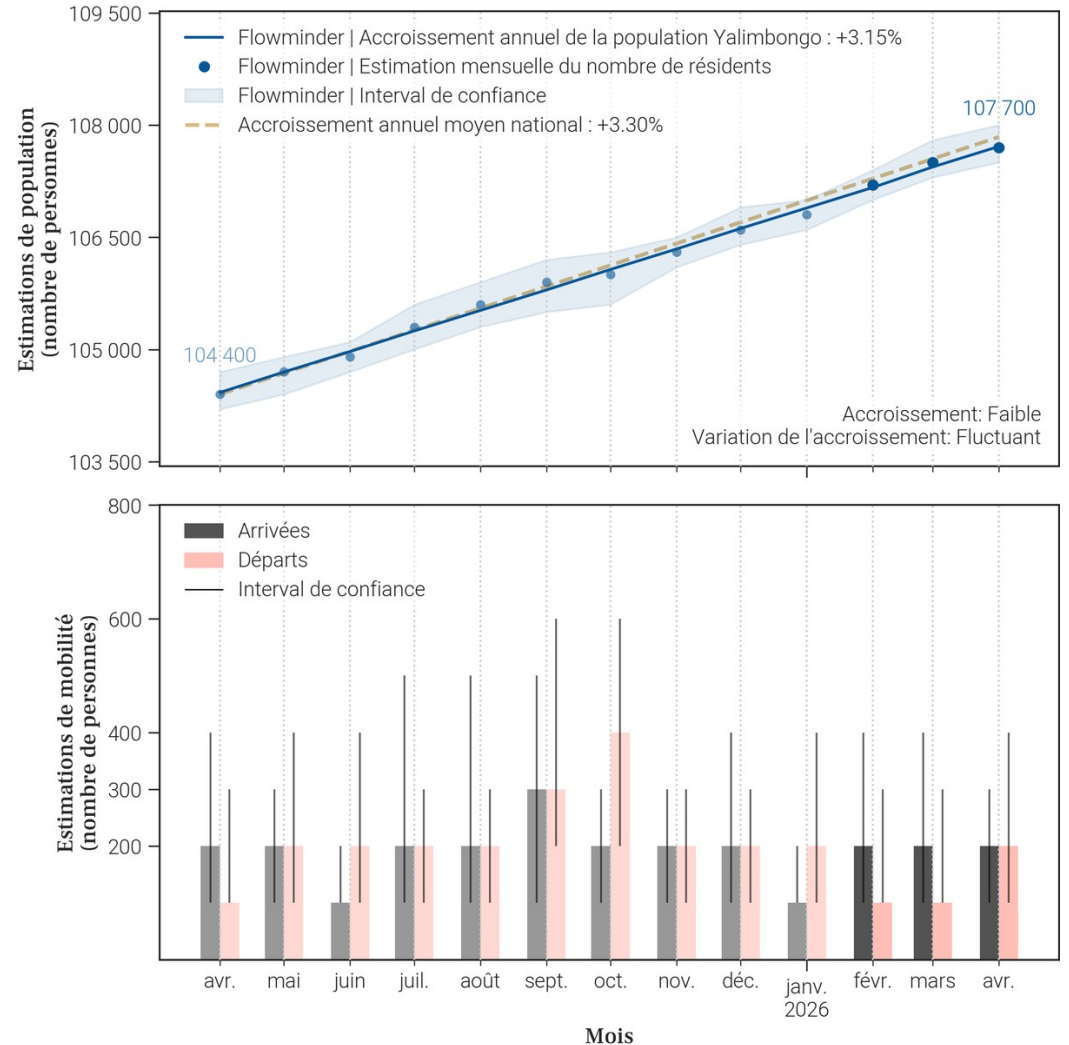 109 500
Flowminder | Accroissement annuel de la population Yalimbongo : +3.15%
Flowminder | Estimation mensuelle du nombre de résidents
Flowminder | Interval de confiance
Accroissement annuel moyen national : +3.30%
107 700
108 000
106 500
105 000
104 400
103 500
Estimations de population
(nombre de personnes)
Accroissement: Faible
Variation de l'accroissement: Fluctuant
800
Arrivées
Départs
Interval de confiance
600
400
300
200
Estimations de mobilité
(nombre de personnes)
avr. mai juin juil. août sept. oct. nov. déc. janv. févr. mars avr.
2026
Mois